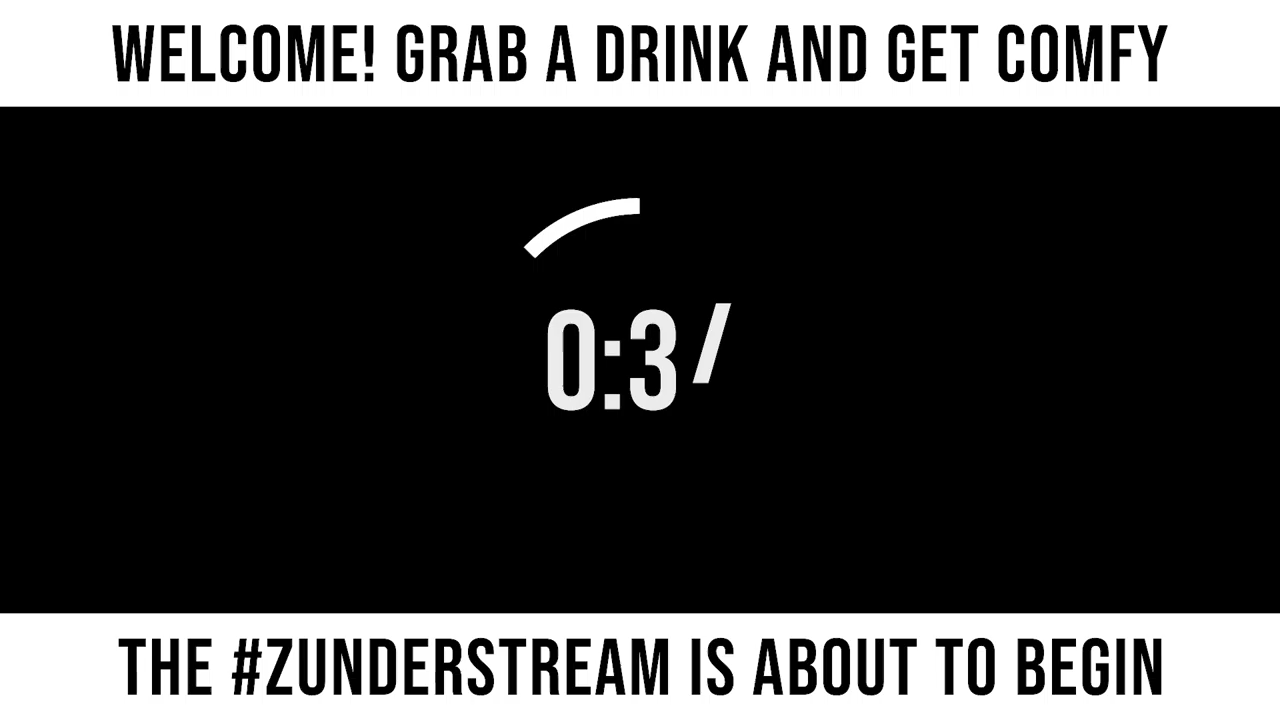 WELCOME! GRAB A DRINK AND GET COMFY
0:3
THE #ZUNDERSTREAM IS ABOUT TO BEGIN